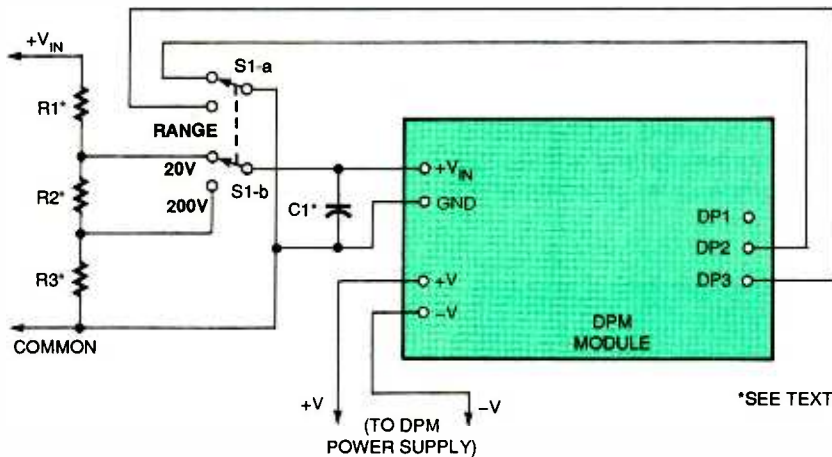 +V_IN
S1-a
R1*
RANGE
20V
S1-b
+V_IN
R2*
200V
C1*
GND
DP1
DP2
R3*
+V
DP3
-V
COMMON
DPM
MODULE
+V
(TO DPM
POWER SUPPLY)
-V
*SEE TEXT